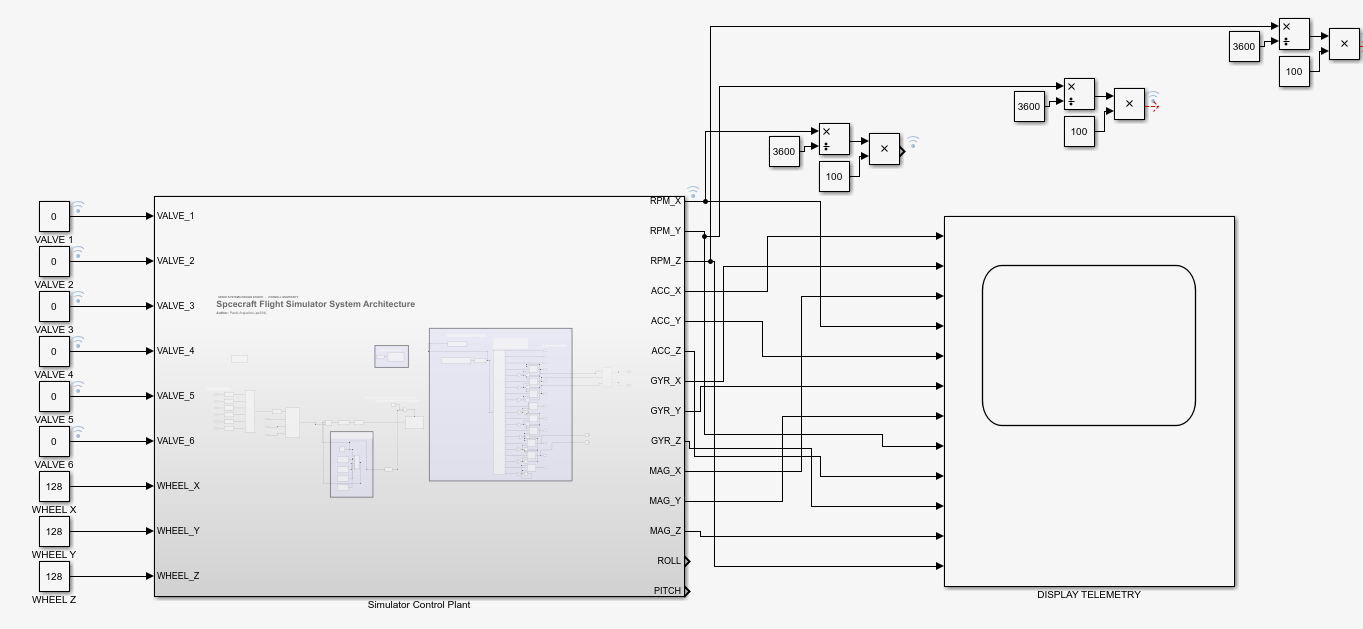 3600
×
÷
100
×
3600
×
÷
100
×
3600
×
÷
100
×
0
VALVE 1
0
VALVE 2
0
VALVE 3
0
VALVE 4
0
VALVE 5
0
VALVE 6
128
WHEEL X
128
WHEEL Y
128
WHEEL Z
VALVE_1
VALVE_2
VALVE_3
VALVE_4
VALVE_5
VALVE_6
WHEEL_X
WHEEL_Y
WHEEL_Z
Spcecraft Flight Simulator System Architecture
RPM_X
RPM_Y
RPM_Z
ACC_X
ACC_Y
ACC_Z
GYR_X
GYR_Y
GYR_Z
MAG_X
MAG_Y
MAG_Z
ROLL
PITCH
Simulator Control Plant
DISPLAY TELEMETRY